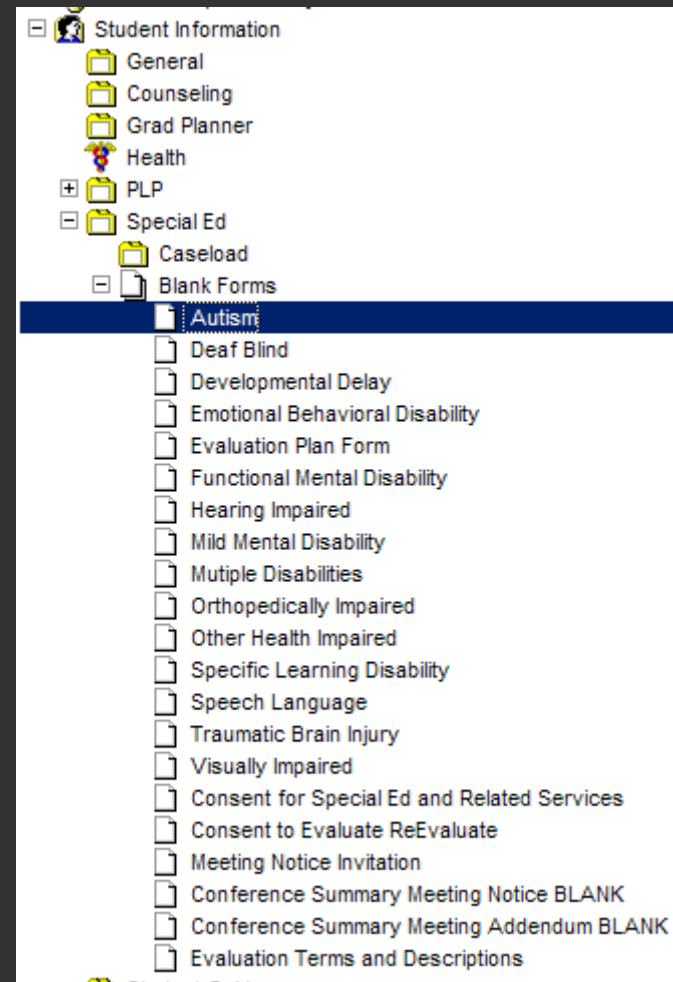 Student Information
General
Counseling
Grad Planner
Health
PLP
Special Ed
Caseload
Blank Forms
Autism
Deaf Blind
Developmental Delay
Emotional Behavioral Disability
Evaluation Plan Form
Functional Mental Disability
Hearing Impaired
Mild Mental Disability
Mutiple Disabilities
Orthopedically Impaired
Other Health Impaired
Specific Learning Disability
Speech Language
Traumatic Brain Injury
Visually Impaired
Consent for Special Ed and Related Services
Consent to Evaluate ReEvaluate
Meeting Notice Invitation
Conference Summary Meeting Notice BLANK
Conference Summary Meeting Addendum BLANK
Evaluation Terms and Descriptions